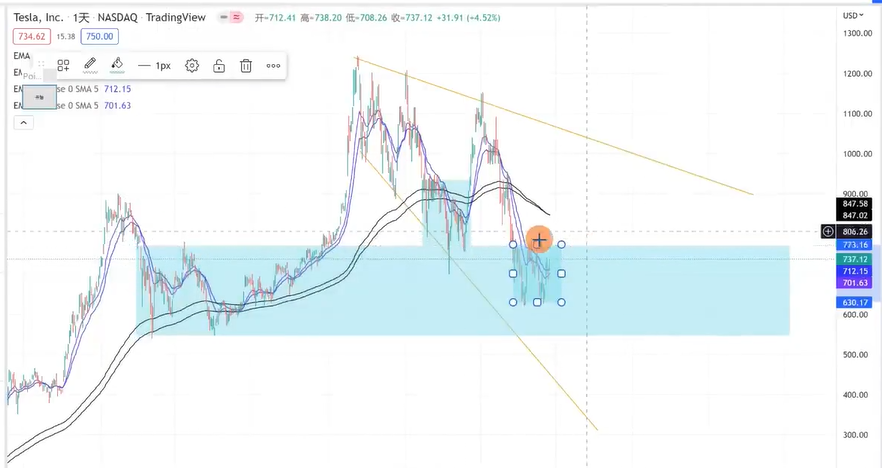 Tesla, Inc. · 1天 · NASDAQ · TradingView 开=712.41 高=738.20 低=708.26 收=737.12 +31.91 (+4.52%)
USD
734.62 15.38 750.00
EMA
1px
Poi...
se 0 SMA 5 712.15
EM se 0 SMA 5 701.63
1300.00
1200.00
1100.00
1000.00
900.00
847.58
847.02
806.26
773.16
737.12
712.15
701.63
630.17
600.00
500.00
400.00
300.00